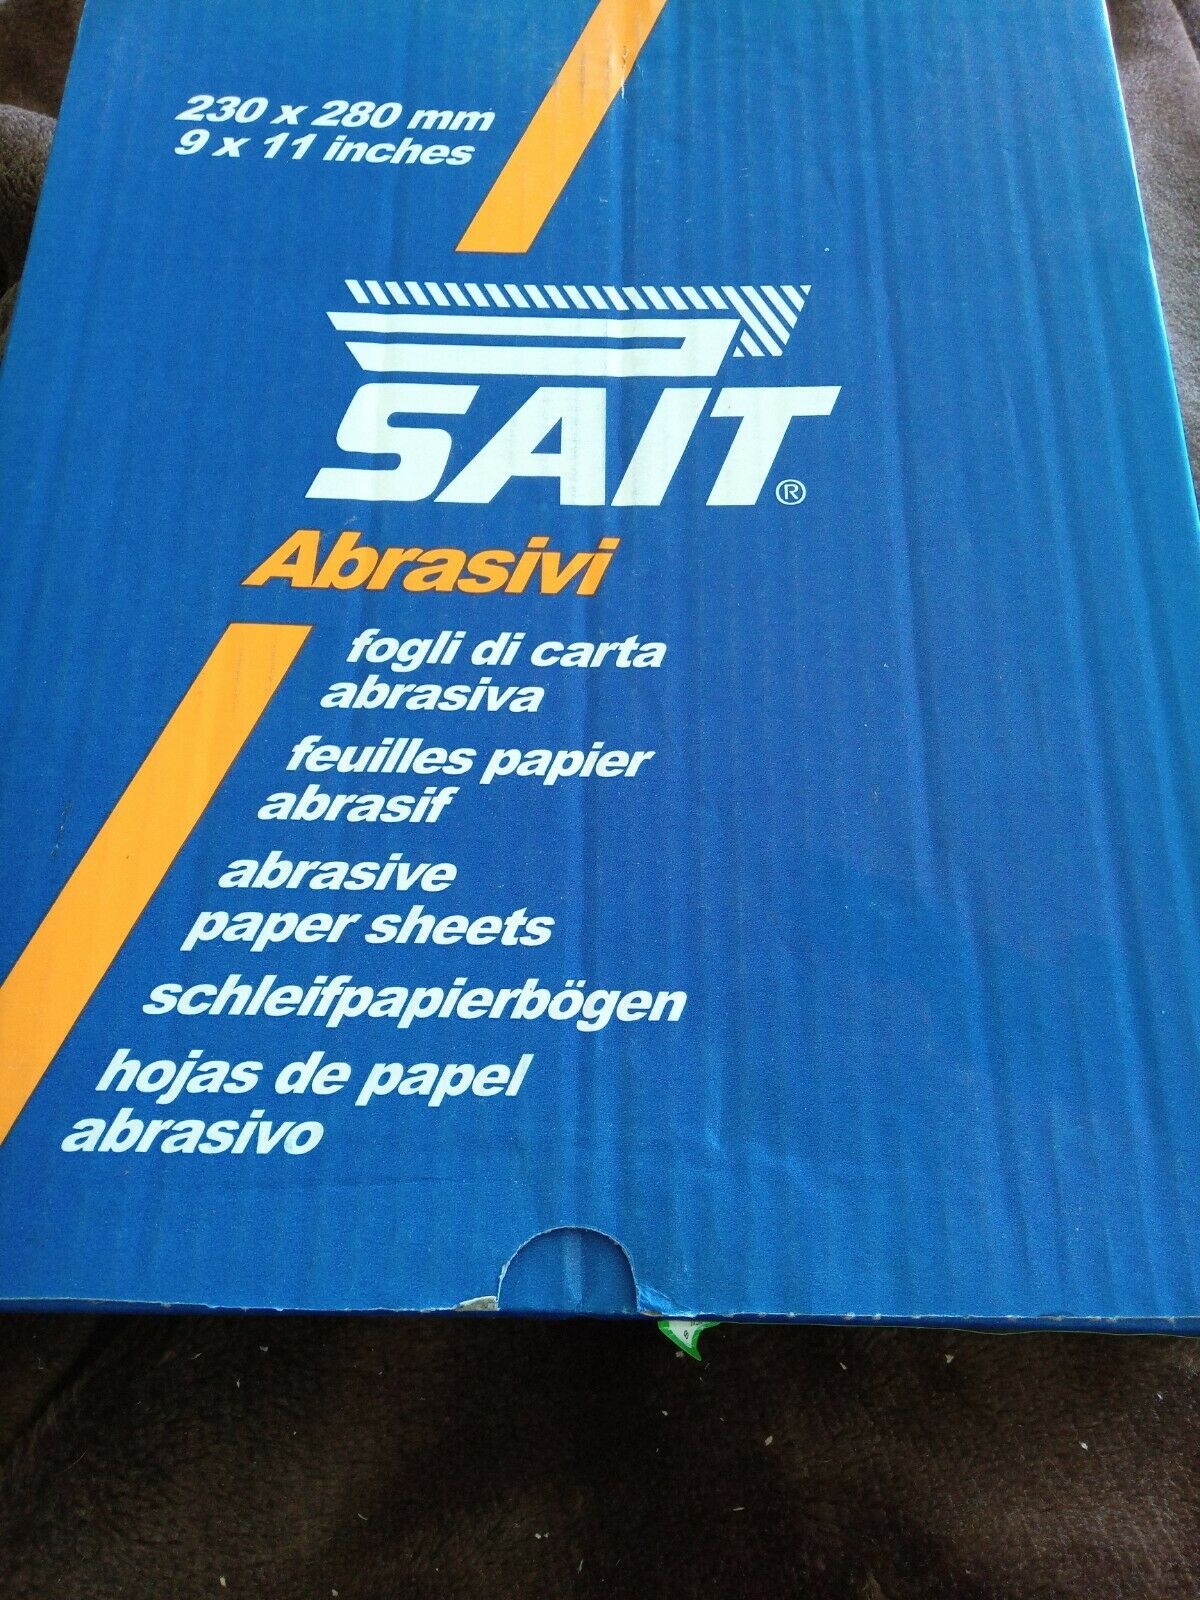 230 x 280 mm
9 x 11 inches
SAIT®
Abrasivi
fogli di carta
abrasiva
feuilles papier
abrasif
abrasive
paper sheets
schleifpapierbögen
hojas de papel
abrasivo